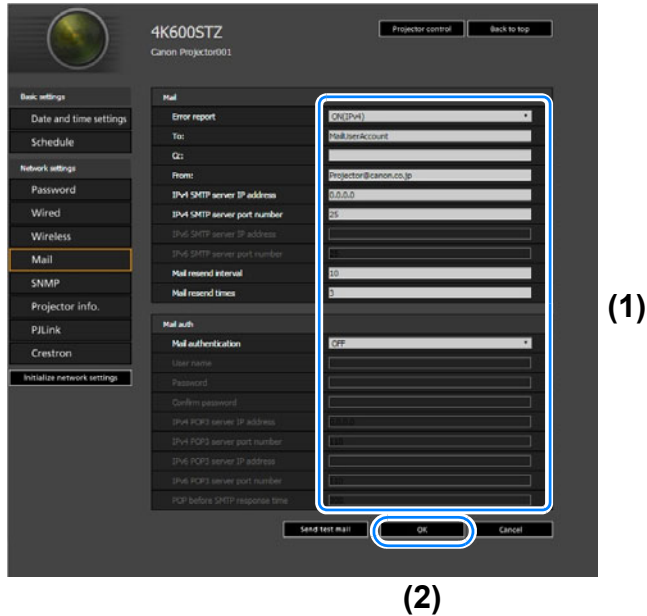 4K600STZ
Canon Projector001
Projector control
Back to top
Basic settings
Date and time settings
Schedule
Network settings
Password
Wired
Wireless
Mail
SNMP
Projector info.
PJLink
Crestron
Initialize network settings
Mail
Error report ON(IPv4)
To: MailUserAccount
Cc:
From: Projector@canon.co.jp
IPv4 SMTP server IP address 0.0.0.0
IPv4 SMTP server port number 25
IPv6 SMTP server IP address
IPv6 SMTP server port number
Mail resend interval 10
Mail resend times 3
Mail auth
Mail authentication OFF
User name
Password
Confirm password
IPv4 POP3 server IP address
IPv4 POP3 server port number
IPv6 POP3 server IP address
IPv6 POP3 server port number
POP before SMTP response time
Send test mail
OK
Cancel
(1)
(2)